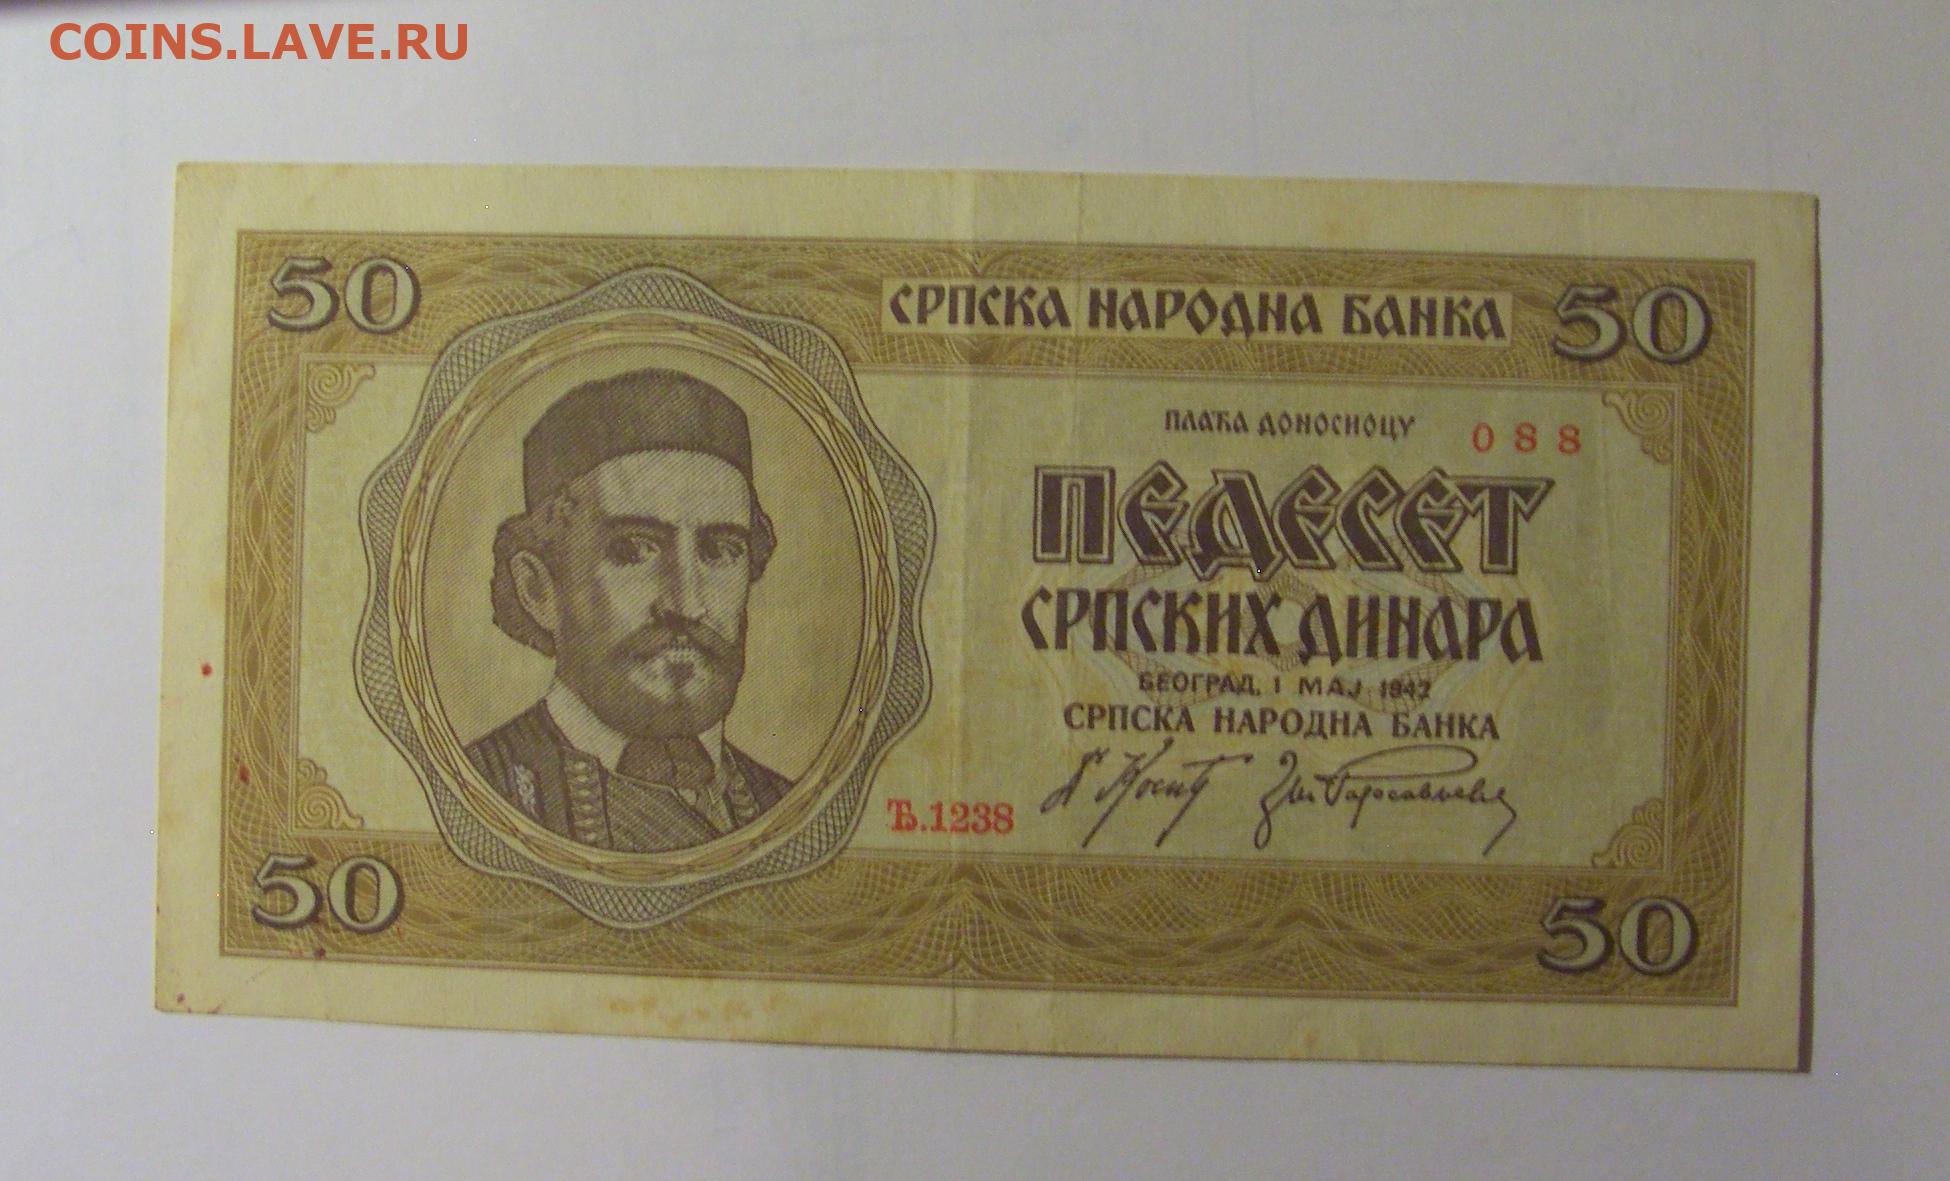 COINS.LAVE.RU
50
СРПСКА НАРОДНА БАНКА
50
ПЛАЋА ДОНОСИОЦУ
088
ПЕДЕСЕТ
СРПСКИХ ДИНАРА
БЕОГРАД, 1 МАЈ 1942
СРПСКА НАРОДНА БАНКА
Ђ.1238
50
50